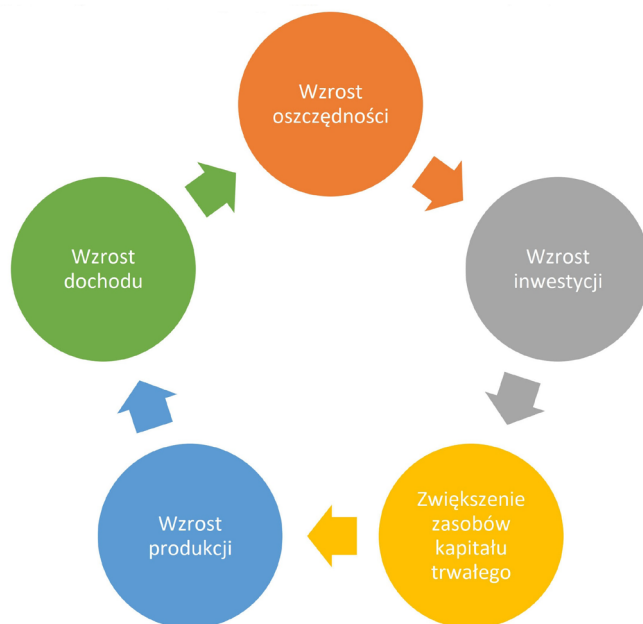 Wzrost
oszczędności
Wzrost
inwestycji
Zwiększenie
zasobów
kapitału
trwałego
Wzrost
produkcji
Wzrost
dochodu